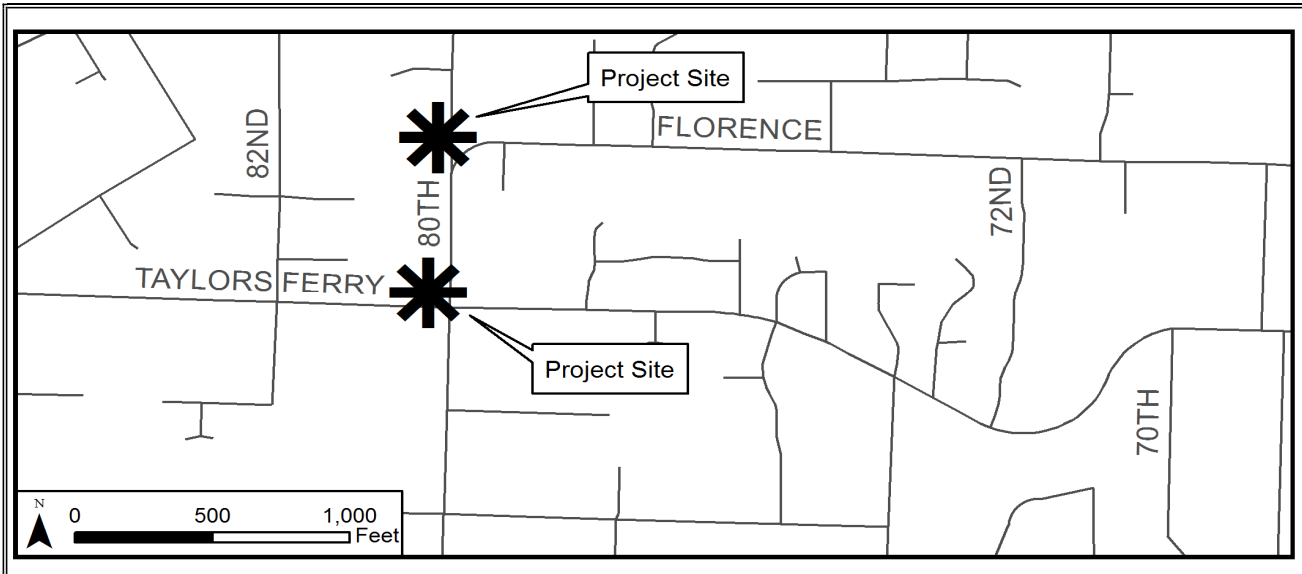 Project Site
FLORENCE
82ND
80TH
72ND
TAYLORS FERRY
Project Site
70TH
N
0 500 1,000
Feet